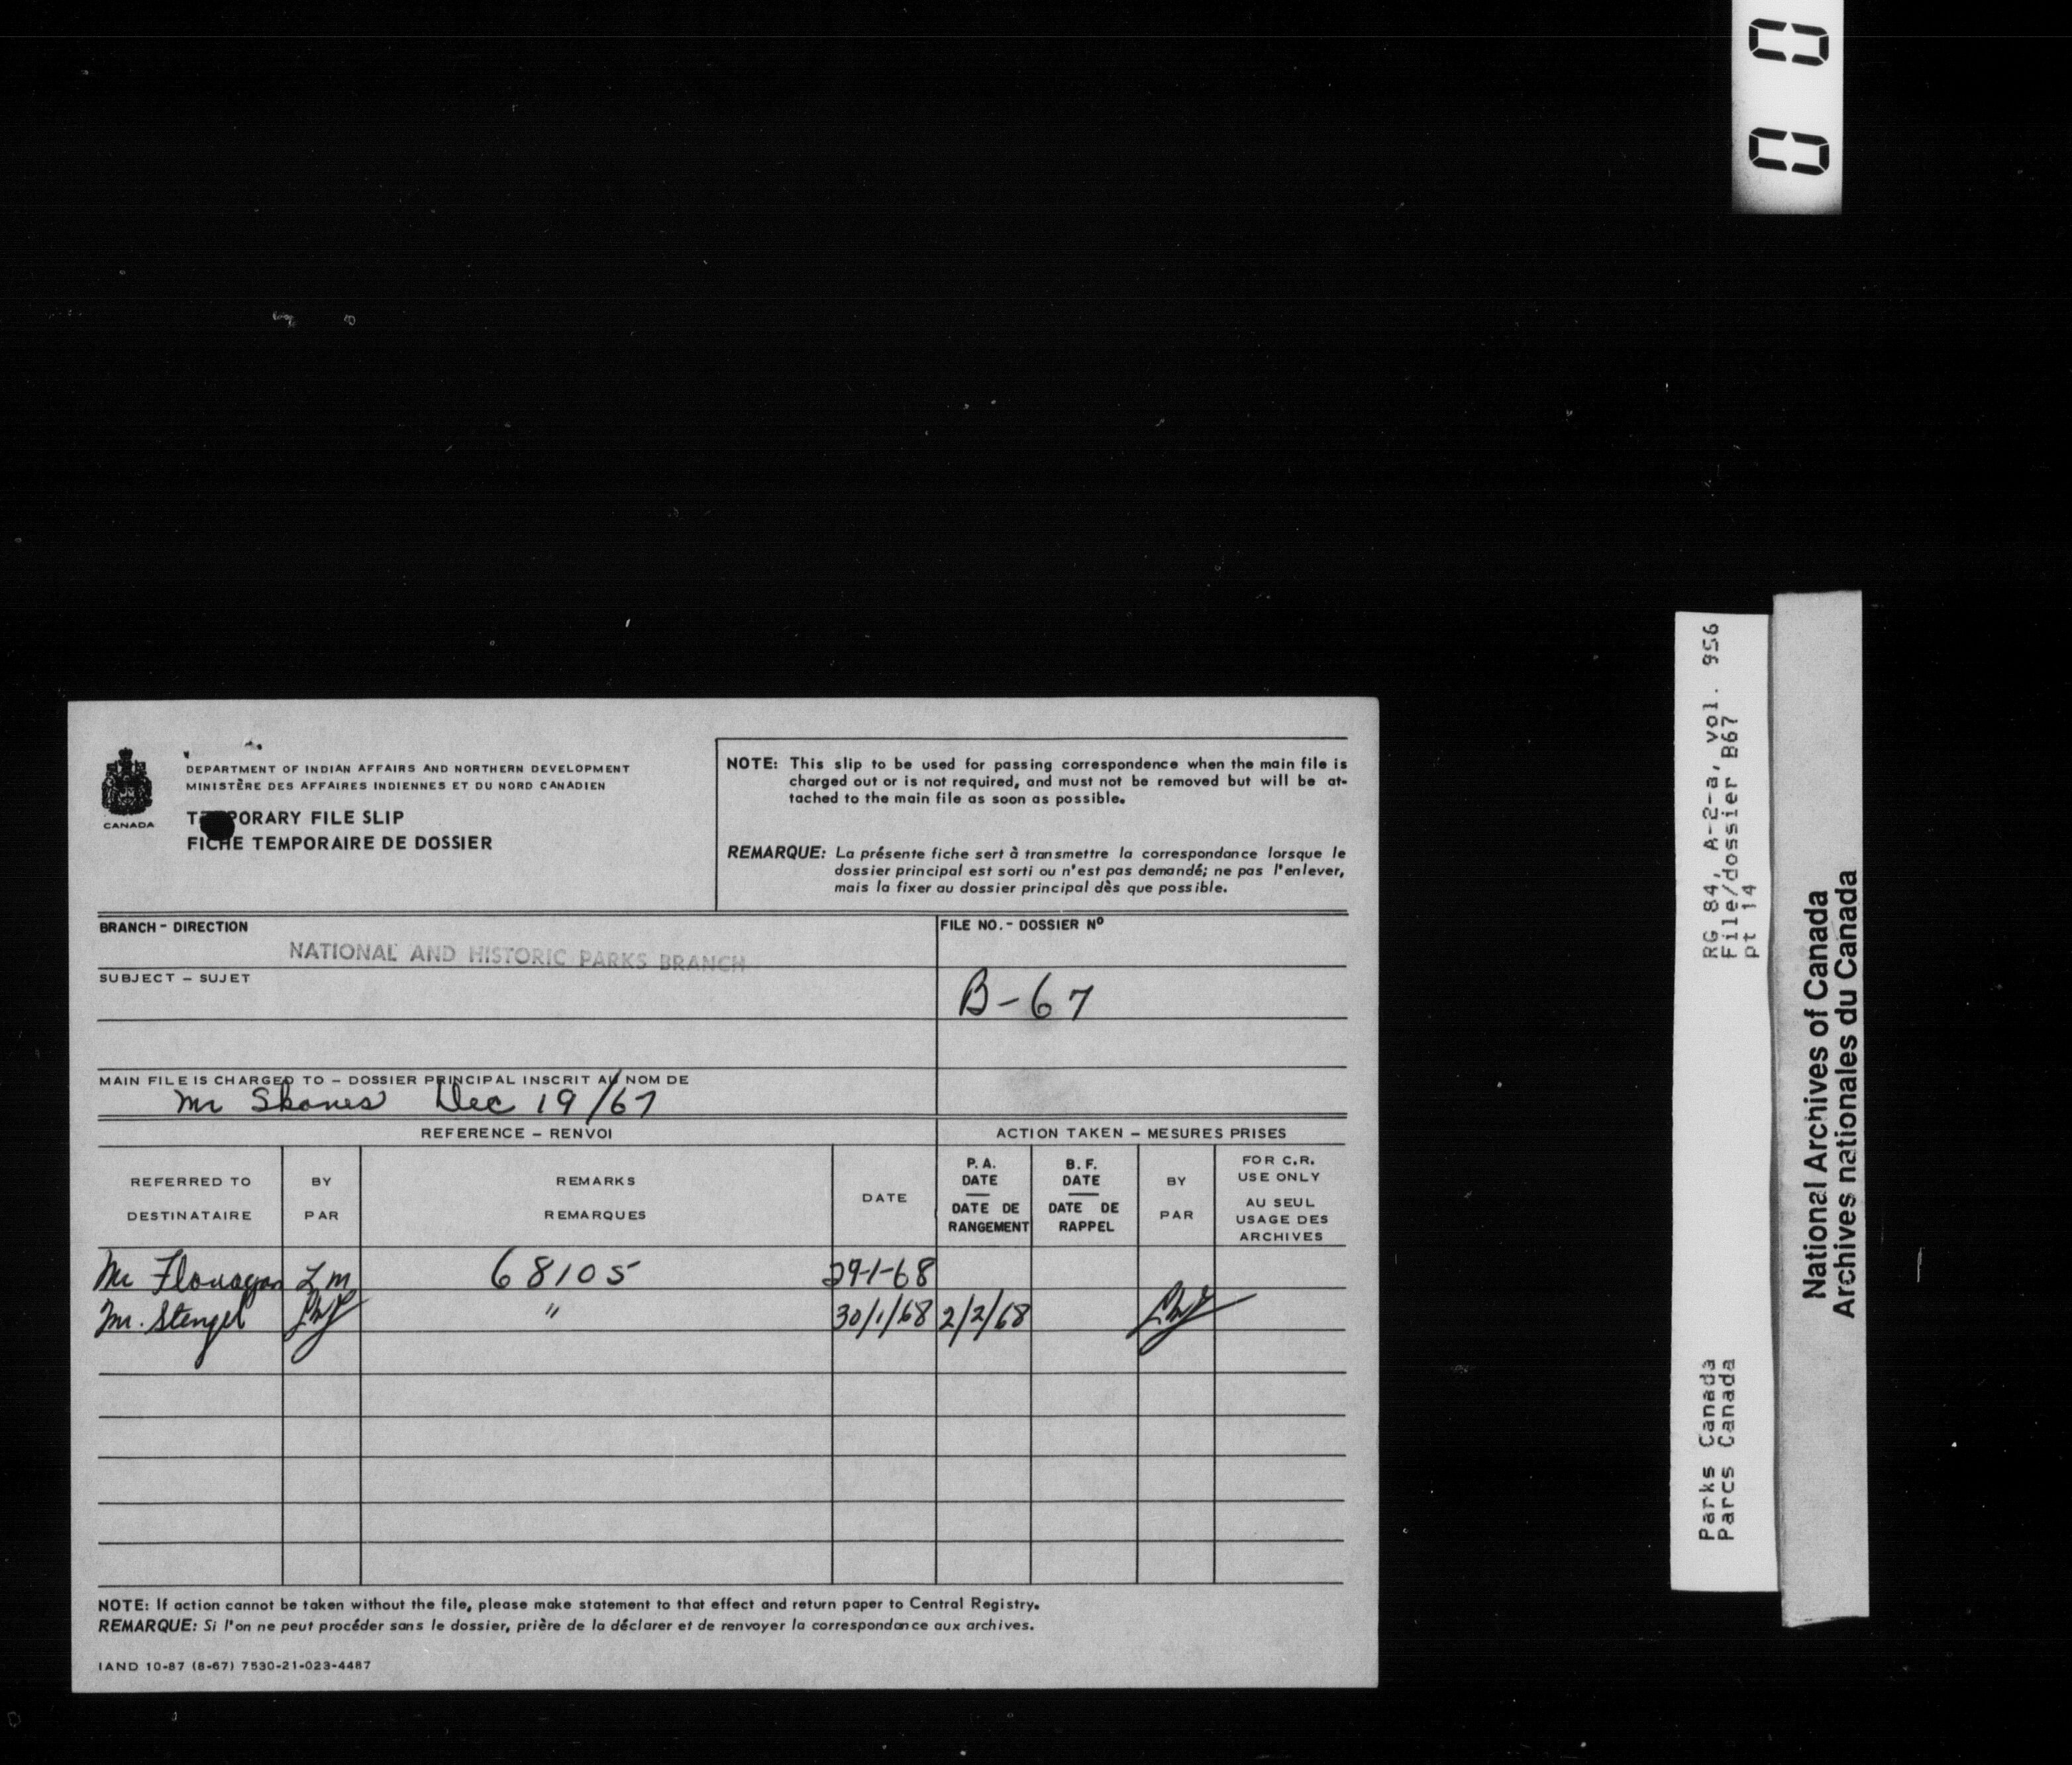 DEPARTMENT OF INDIAN AFFAIRS AND NORTHERN DEVELOPMENT
MINISTÈRE DES AFFAIRES INDIENNES ET DU NORD CANADIEN
CANADA
PORARY FILE SLIP
FICHE TEMPORAIRE DE DOSSIER
NOTE: This slip to be used for passing correspondence when the main file is
charged out or is not required, and must not be removed but will be at-
tached to the main file as soon as possible.
REMARQUE: La présente fiche sert à transmettre la correspondance lorsque le
dossier principal est sorti ou n'est pas demandé; ne pas l'enlever,
mais la fixer au dossier principal dès que possible.
BRANCH - DIRECTION
NATIONAL AND HISTORIC PARKS BRANCH
FILE NO. - DOSSIER Nº
SUBJECT - SUJET
B-67
MAIN FILE IS CHARGED TO - DOSSIER PRINCIPAL INSCRIT AU NOM DE
Mr Skones Dec 19/67
REFERENCE - RENVOI
ACTION TAKEN - MESURES PRISES
REFERRED TO
DESTINATAIRE
BY
PAR
REMARKS
REMARQUES
DATE
P.A.
DATE
DATE DE
RANGEMENT
B.F.
DATE
DATE DE
RAPPEL
BY
PAR
FOR C.R.
USE ONLY
AU SEUL
USAGE DES
ARCHIVES
Mr Flanagan LM 68105 29-1-68
Mr. Stengel " 30/1/68 2/2/68
NOTE: If action cannot be taken without the file, please make statement to that effect and return paper to Central Registry.
REMARQUE: Si l'on ne peut procéder sans le dossier, prière de la déclarer et de renvoyer la correspondance aux archives.
IAND 10-87 (8-67) 7530-21-023-4487
0 0
RG 84, A-2-a, vol. 956
File/dossier B67
pt 14
Parks Canada
Parcs Canada
National Archives of Canada
Archives nationales du Canada